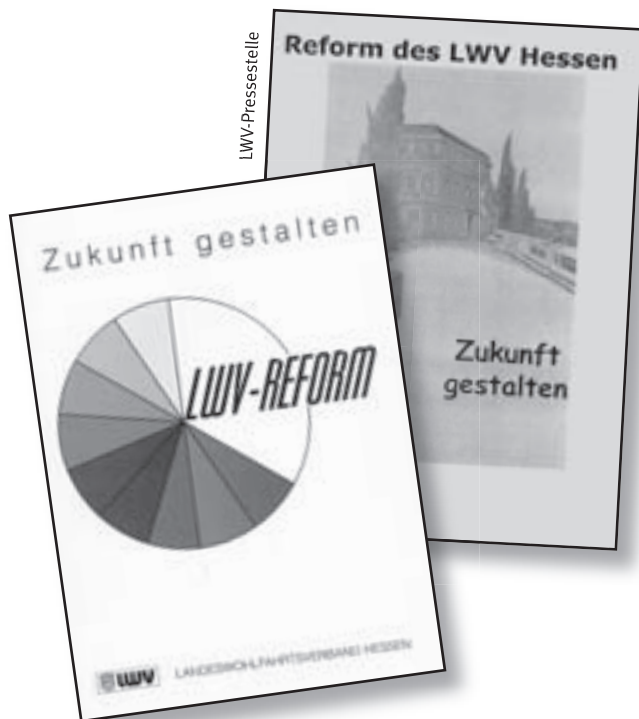 LWV-Pressestelle
Reform des LWV Hessen
Zukunft
gestalten
Zukunft gestalten
LWV-REFORM
LWV LANDESWOHLFAHRTSVERBAND HESSEN